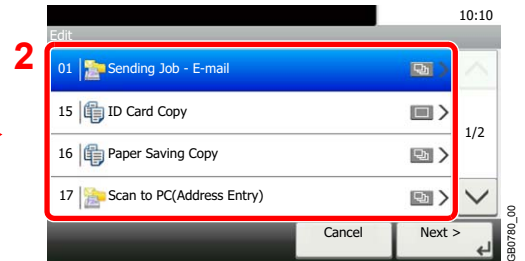 10:10
Edit
2
01 Sending Job - E-mail
15 ID Card Copy
16 Paper Saving Copy
17 Scan to PC(Address Entry)
1/2
Cancel
Next >
GB0780_00